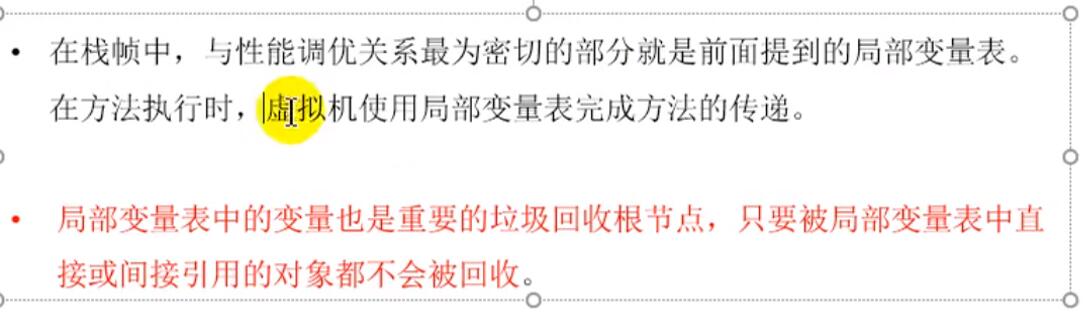 • 在栈帧中，与性能调优关系最为密切的部分就是前面提到的局部变量表。
在方法执行时，虚拟机使用局部变量表完成方法的传递。
• 局部变量表中的变量也是重要的垃圾回收根节点，只要被局部变量表中直
接或间接引用的对象都不会被回收。